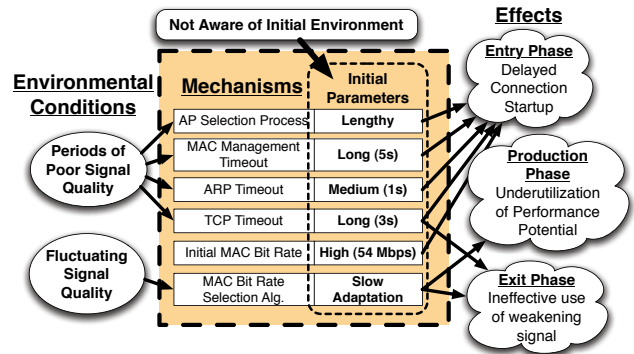 Not Aware of Initial Environment
Effects
Environmental
Conditions
Mechanisms
Initial
Parameters
Entry Phase
Delayed
Connection
Startup
Periods of
Poor Signal
Quality
AP Selection Process
Lengthy
MAC Management
Timeout
Long (5s)
ARP Timeout
Medium (1s)
TCP Timeout
Long (3s)
Initial MAC Bit Rate
High (54 Mbps)
MAC Bit Rate
Selection Alg.
Slow
Adaptation
Production
Phase
Underutilization
of Performance
Potential
Fluctuating
Signal
Quality
Exit Phase
Ineffective use
of weakening
signal